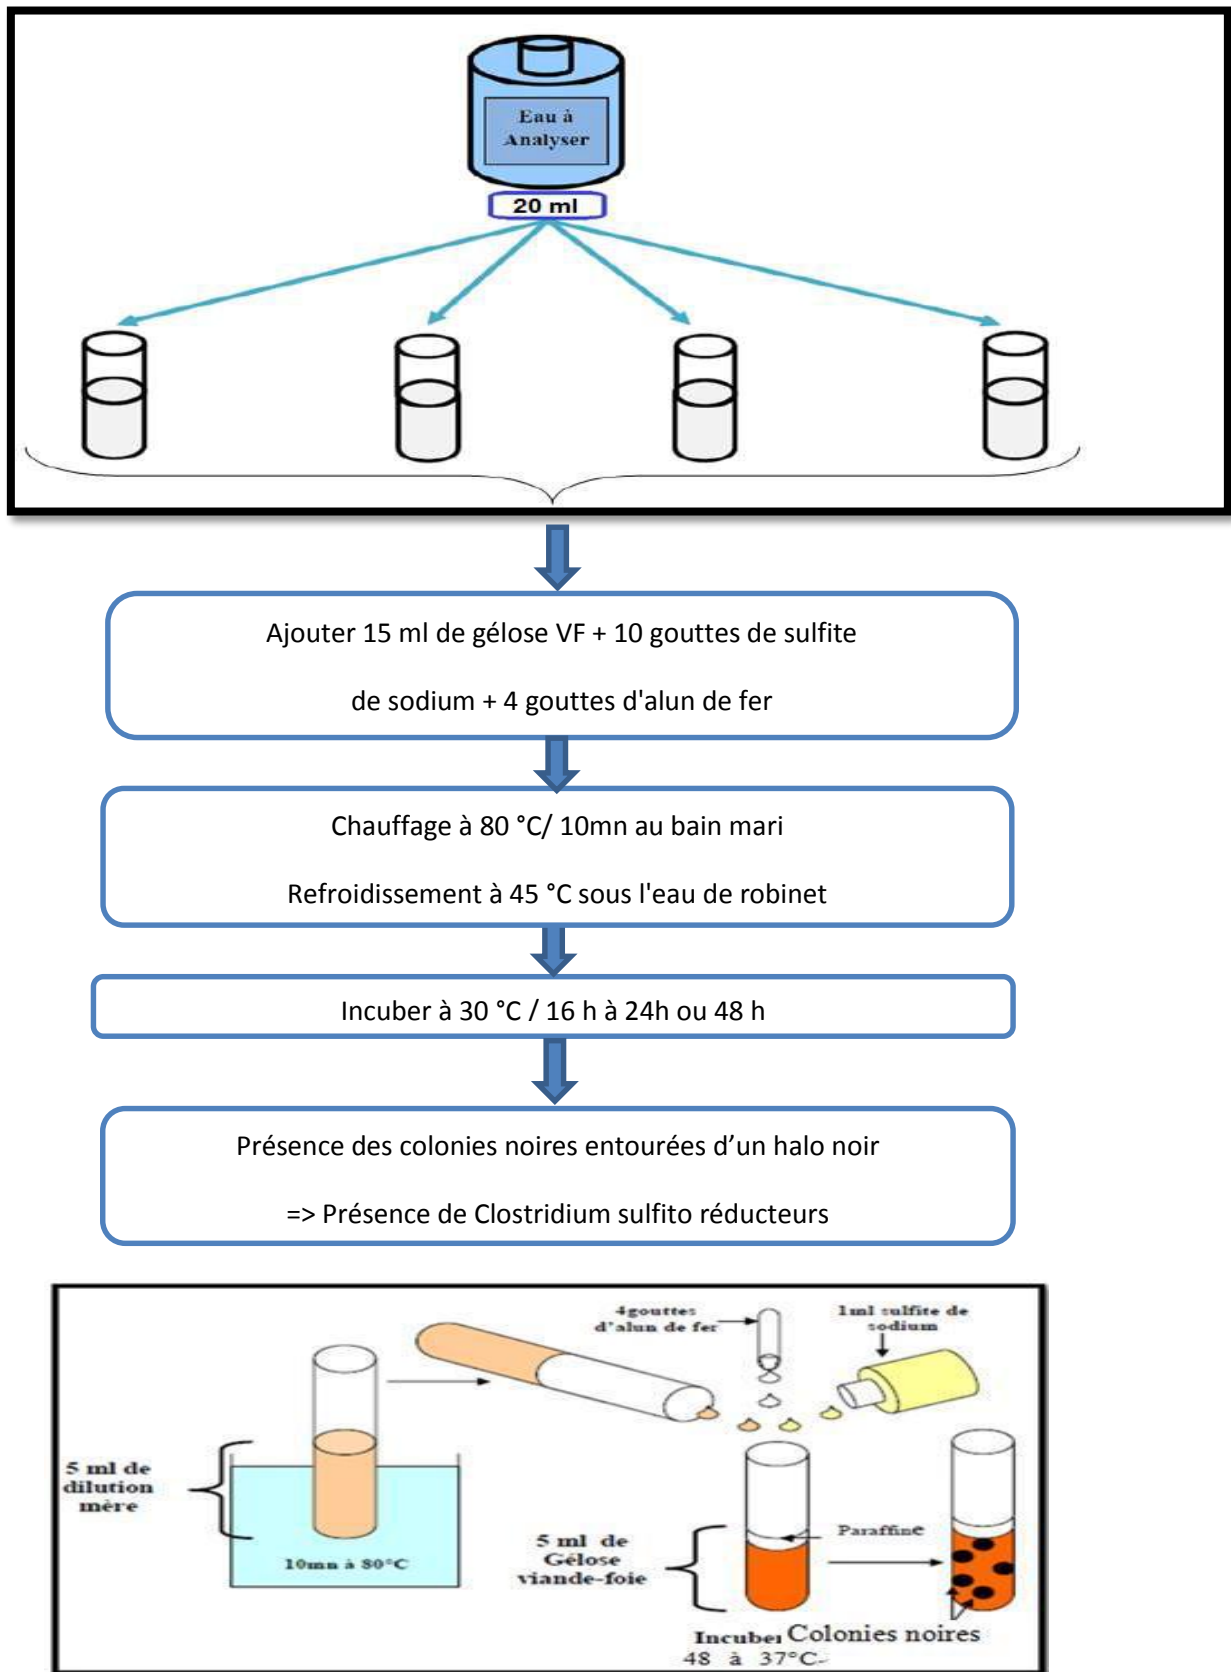 Eau à
Analyser
20 ml
Ajouter 15 ml de gélose VF + 10 gouttes de sulfite
de sodium + 4 gouttes d'alun de fer
Chauffage à 80 °C/ 10mn au bain mari
Refroidissement à 45 °C sous l'eau de robinet
Incuber à 30 °C / 16 h à 24h ou 48 h
Présence des colonies noires entourées d’un halo noir
=> Présence de Clostridium sulfito réducteurs
4gouttes
d'alun de fer
1ml sulfite de
sodium
5 ml de
dilution
mère
10mn à 80°C
5 ml de
Gélose
viande-foie
Paraffine
Incuber
Colonies noires
48 à 37°C